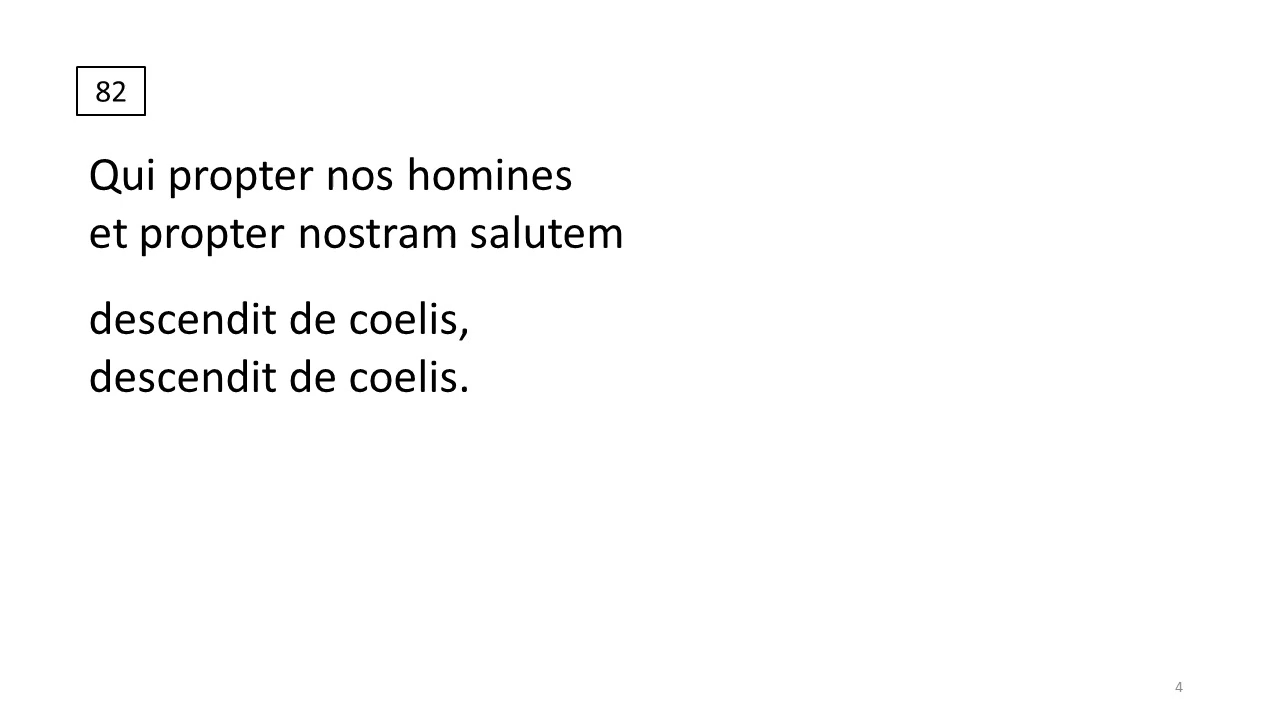 82
Qui propter nos homines
et propter nostram salutem
descendit de coelis,
descendit de coelis.
4